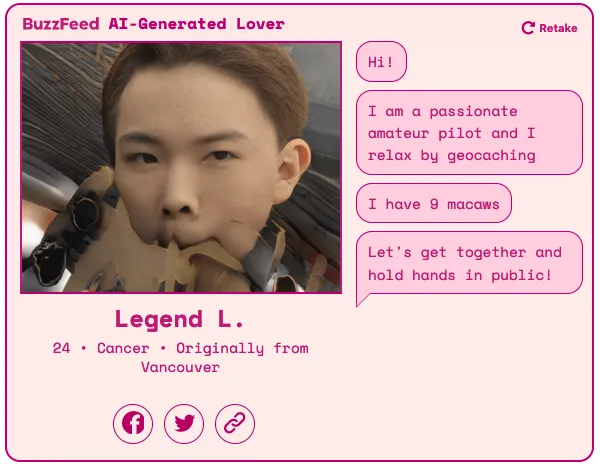 BuzzFeed AI-Generated Lover
Retake
Hi!
I am a passionate
amateur pilot and I
relax by geocaching
I have 9 macaws
Let's get together and
hold hands in public!
Legend L.
24 • Cancer • Originally from
Vancouver